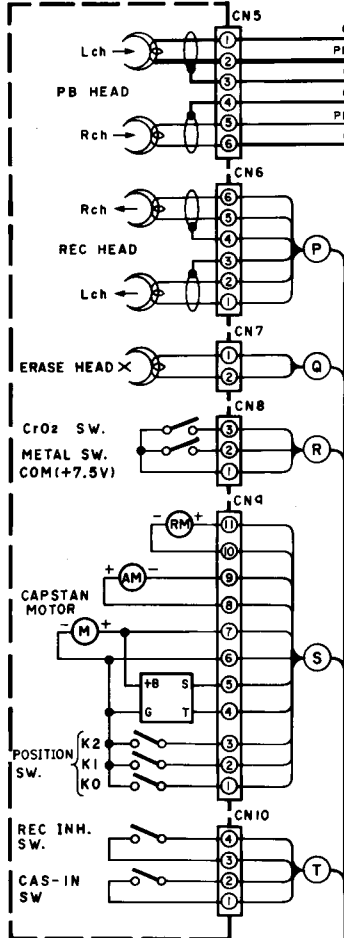 CN5
Lch →
1
2
PB HEAD
3
4
Rch →
5
6
CN6
Rch ←
6
5
REC HEAD
4
P
3
Lch ←
2
1
CN7
ERASE HEAD X
1
2
Q
CN8
CrO2 SW.
3
METAL SW.
2
R
COM(+7.5V)
1
CN9
- RM +
11
10
+ AM -
9
8
CAPSTAN
MOTOR
- M +
7
6
S
+B S
5
G T
4
POSITION
SW.
K2
3
K1
2
K0
1
CN10
REC INH.
SW.
4
3
T
CAS-IN
SW
2
1